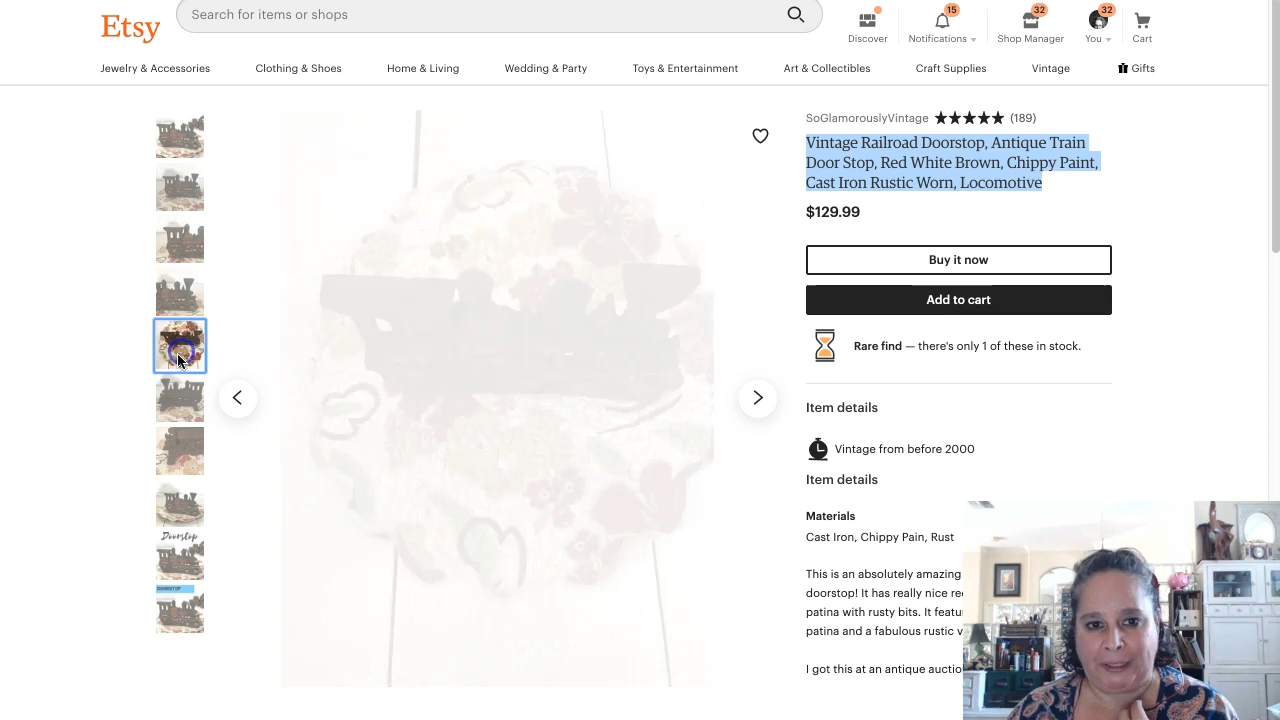 Etsy
Search for items or shops
15
32
32
Discover
Notifications
Shop Manager
You
Cart
Jewelry & Accessories
Clothing & Shoes
Home & Living
Wedding & Party
Toys & Entertainment
Art & Collectibles
Craft Supplies
Vintage
Gifts
SoGlamorouslyVintage
(189)
Vintage Railroad Doorstop, Antique Train
Door Stop, Red White Brown, Chippy Paint,
Cast Iron Rustic Worn, Locomotive
$129.99
Buy it now
Add to cart
Rare find — there's only 1 of these in stock.
Item details
Vintage from before 2000
Item details
Materials
Cast Iron, Chippy Pain, Rust
This is an absolutely amazing
doorstop! It has really nice
patina with rusty bits. It
patina and a fabulous rustic
I got this at an antique
Doorstop
DOORSTOP